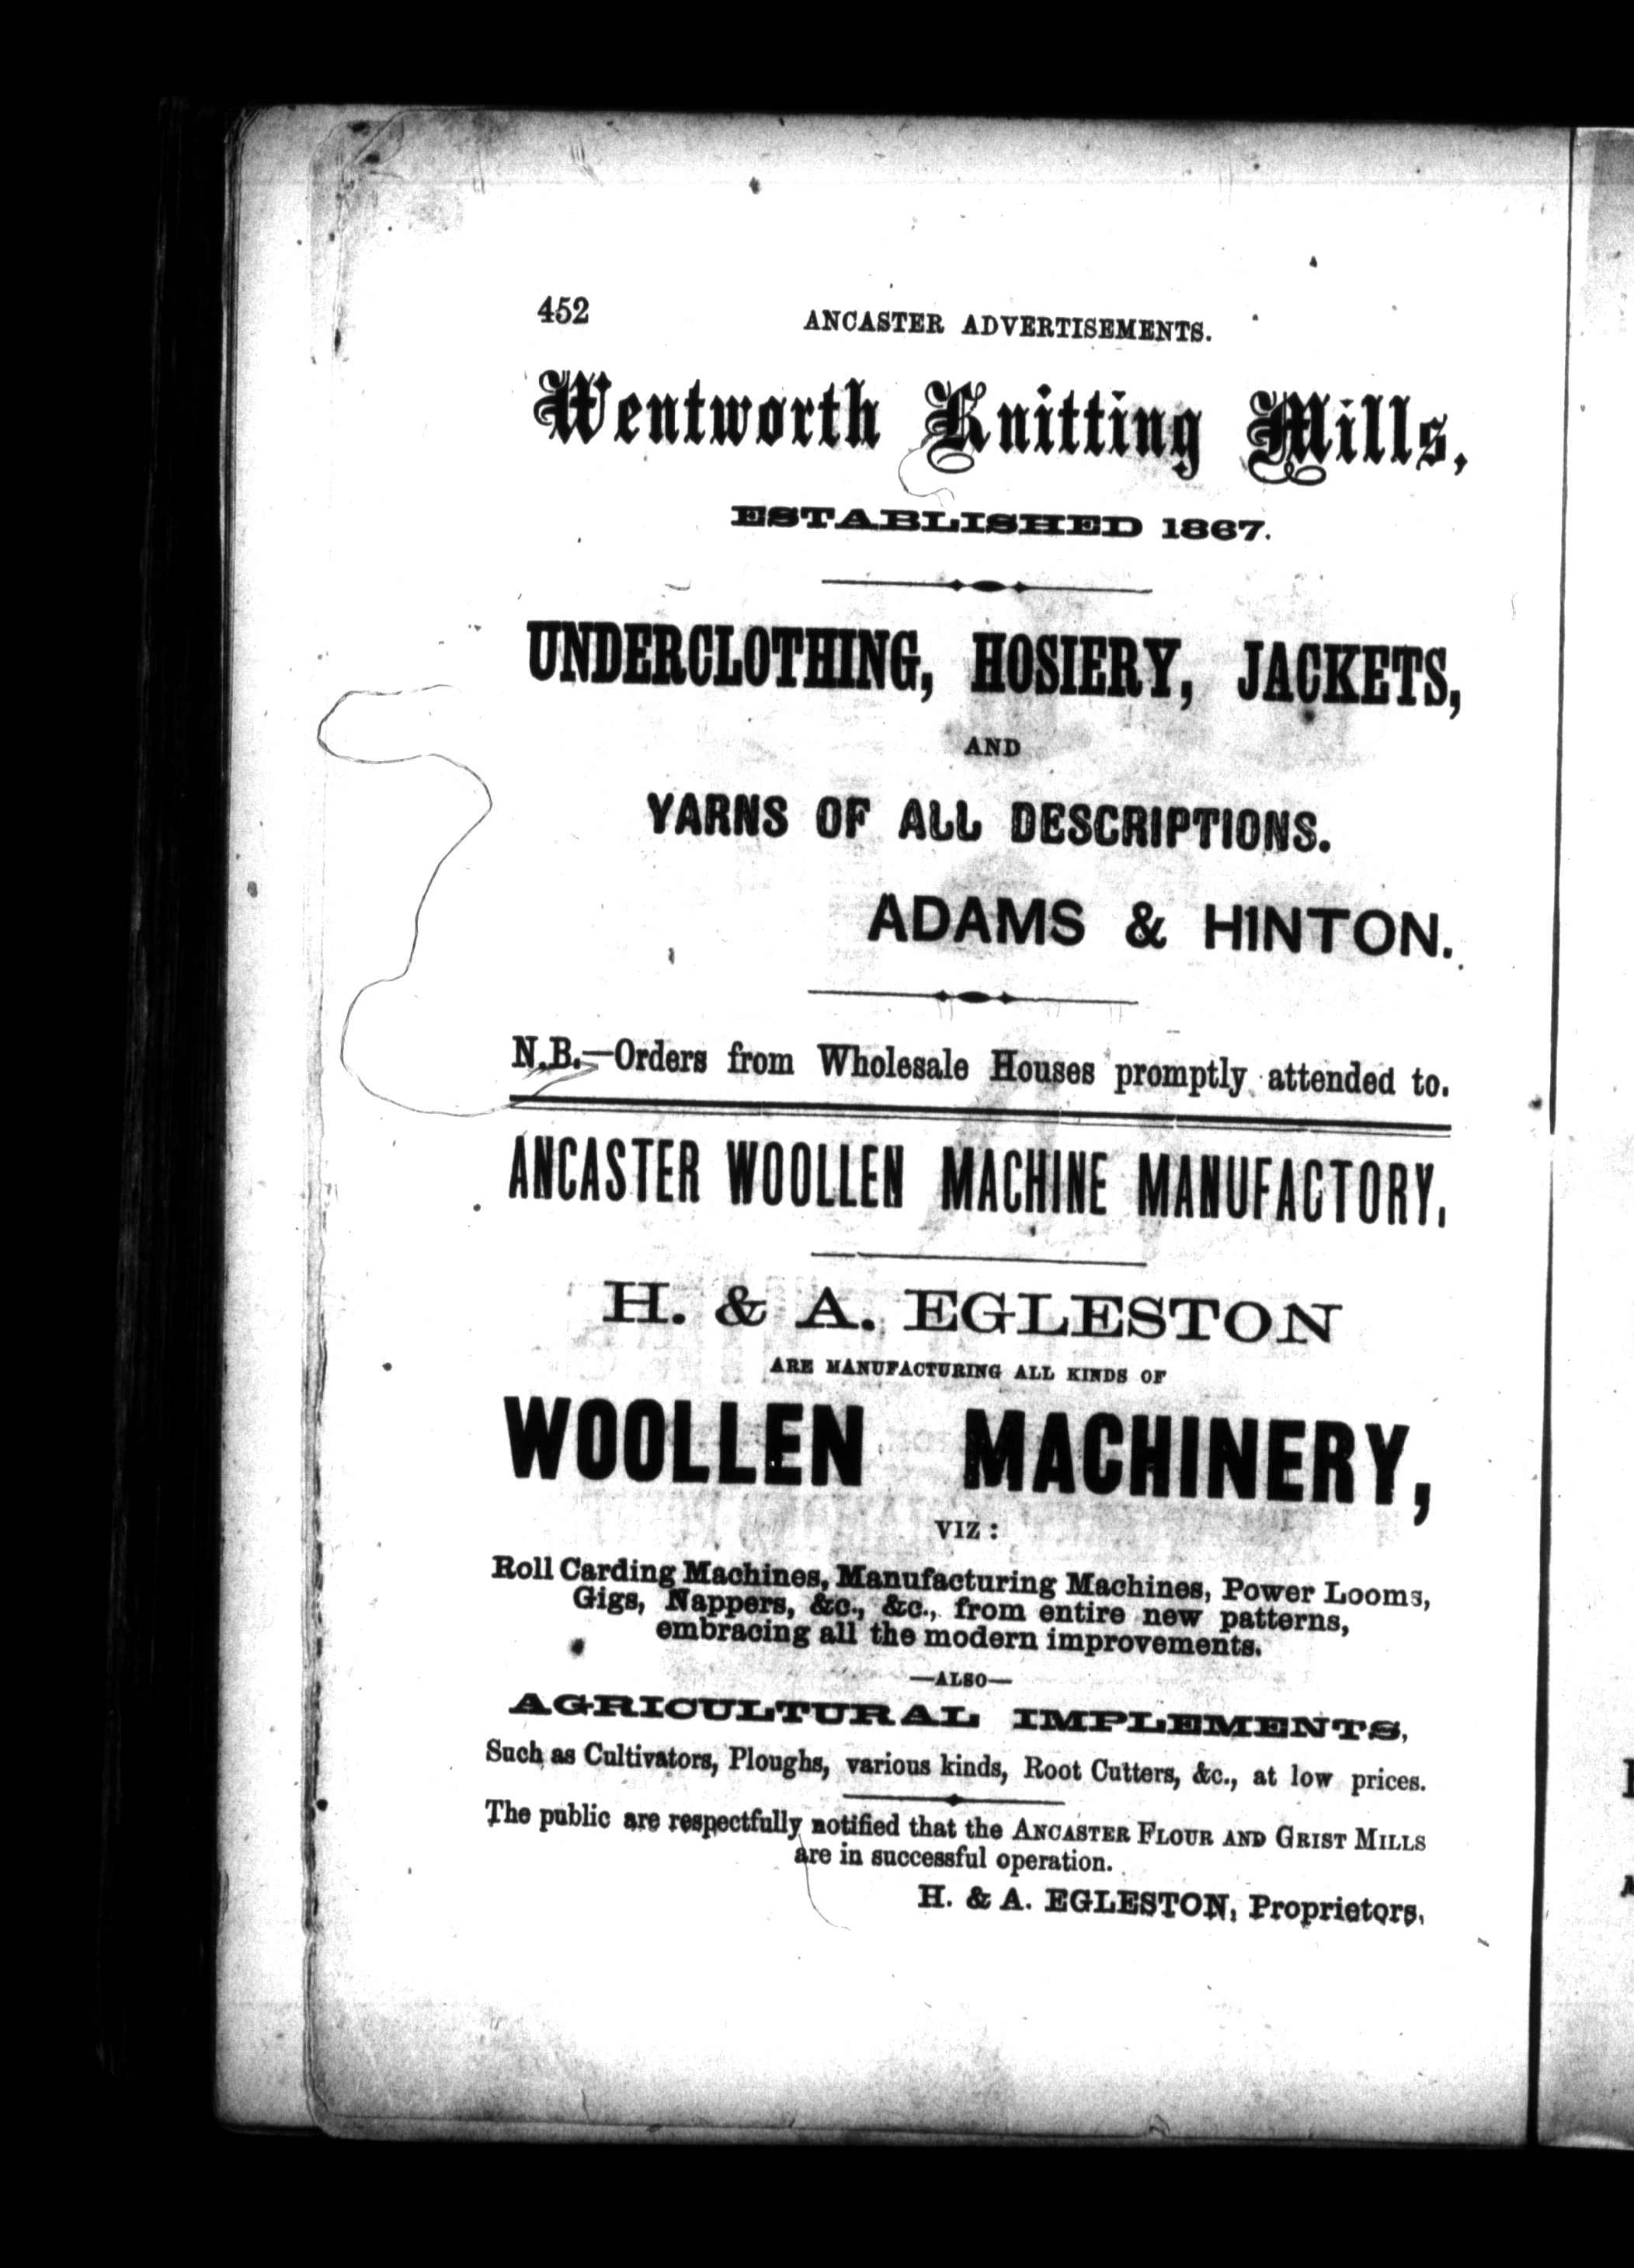 452
ANCASTER ADVERTISEMENTS.
Wentworth Knitting Mills,
ESTABLISHED 1867.
UNDERCLOTHING, HOSIERY, JACKETS,
AND
YARNS OF ALL DESCRIPTIONS.
ADAMS & HINTON.
N.B.—Orders from Wholesale Houses promptly attended to.
ANCASTER WOOLLEN MACHINE MANUFACTORY.
H. & A. EGLESTON
ARE MANUFACTURING ALL KINDS OF
WOOLLEN MACHINERY,
VIZ:
Roll Carding Machines, Manufacturing Machines, Power Looms,
Gigs, Nappers, &c., &c., from entire new patterns,
embracing all the modern improvements.
—ALSO—
AGRICULTURAL IMPLEMENTS,
Such as Cultivators, Ploughs, various kinds, Root Cutters, &c., at low prices.
The public are respectfully notified that the ANCASTER FLOUR AND GRIST MILLS
are in successful operation.
H. & A. EGLESTON, Proprietors.